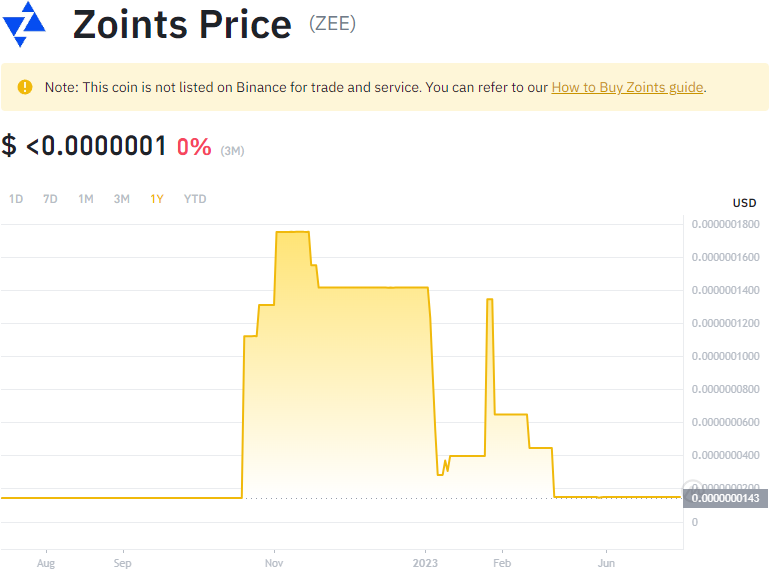 Zoints Price (ZEE)
Note: This coin is not listed on Binance for trade and service. You can refer to our How to Buy Zoints guide.
$ <0.0000001 0% (3M)
1D 7D 1M 3M 1Y YTD
USD
0.0000001800
0.0000001600
0.0000001400
0.0000001200
0.0000001000
0.0000000800
0.0000000600
0.0000000400
0.0000000200
0.0000000143
0
Aug Sep Nov 2023 Feb Jun